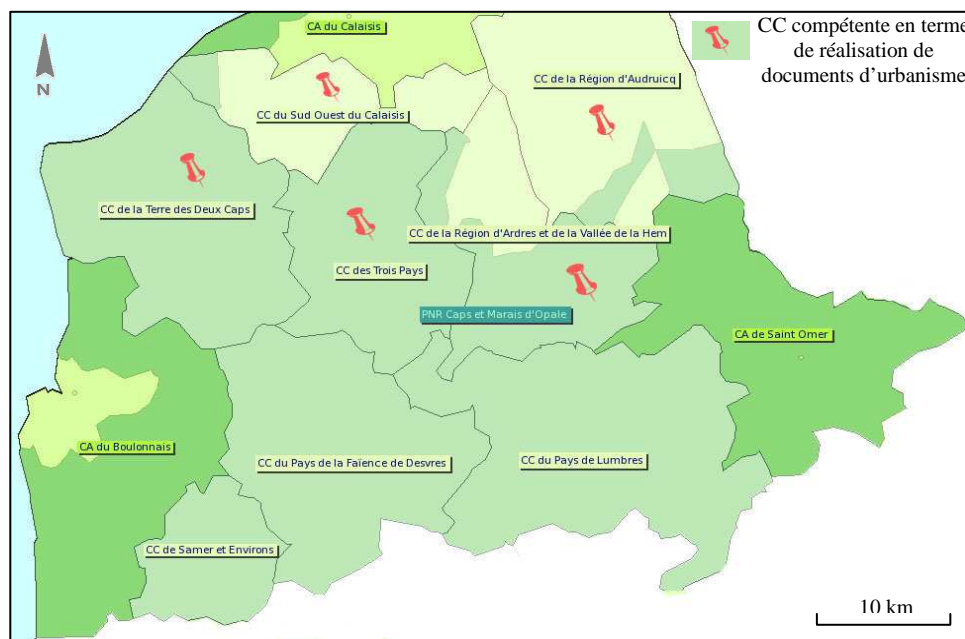 CA du Calaisis
CC compétente en terme
de réalisation de
documents d'urbanisme
N
CC de la Région d'Audruicq
CC du Sud Ouest du Calaisis
CC de la Terre des Deux Caps
CC de la Région d'Ardres et de la Vallée de la Hem
CC des Trois Pays
PNR Caps et Marais d'Opale
CA de Saint Omer
CA du Boulonnais
CC du Pays de la Faïence de Desvres
CC du Pays de Lumbres
CC de Samer et Environs
10 km